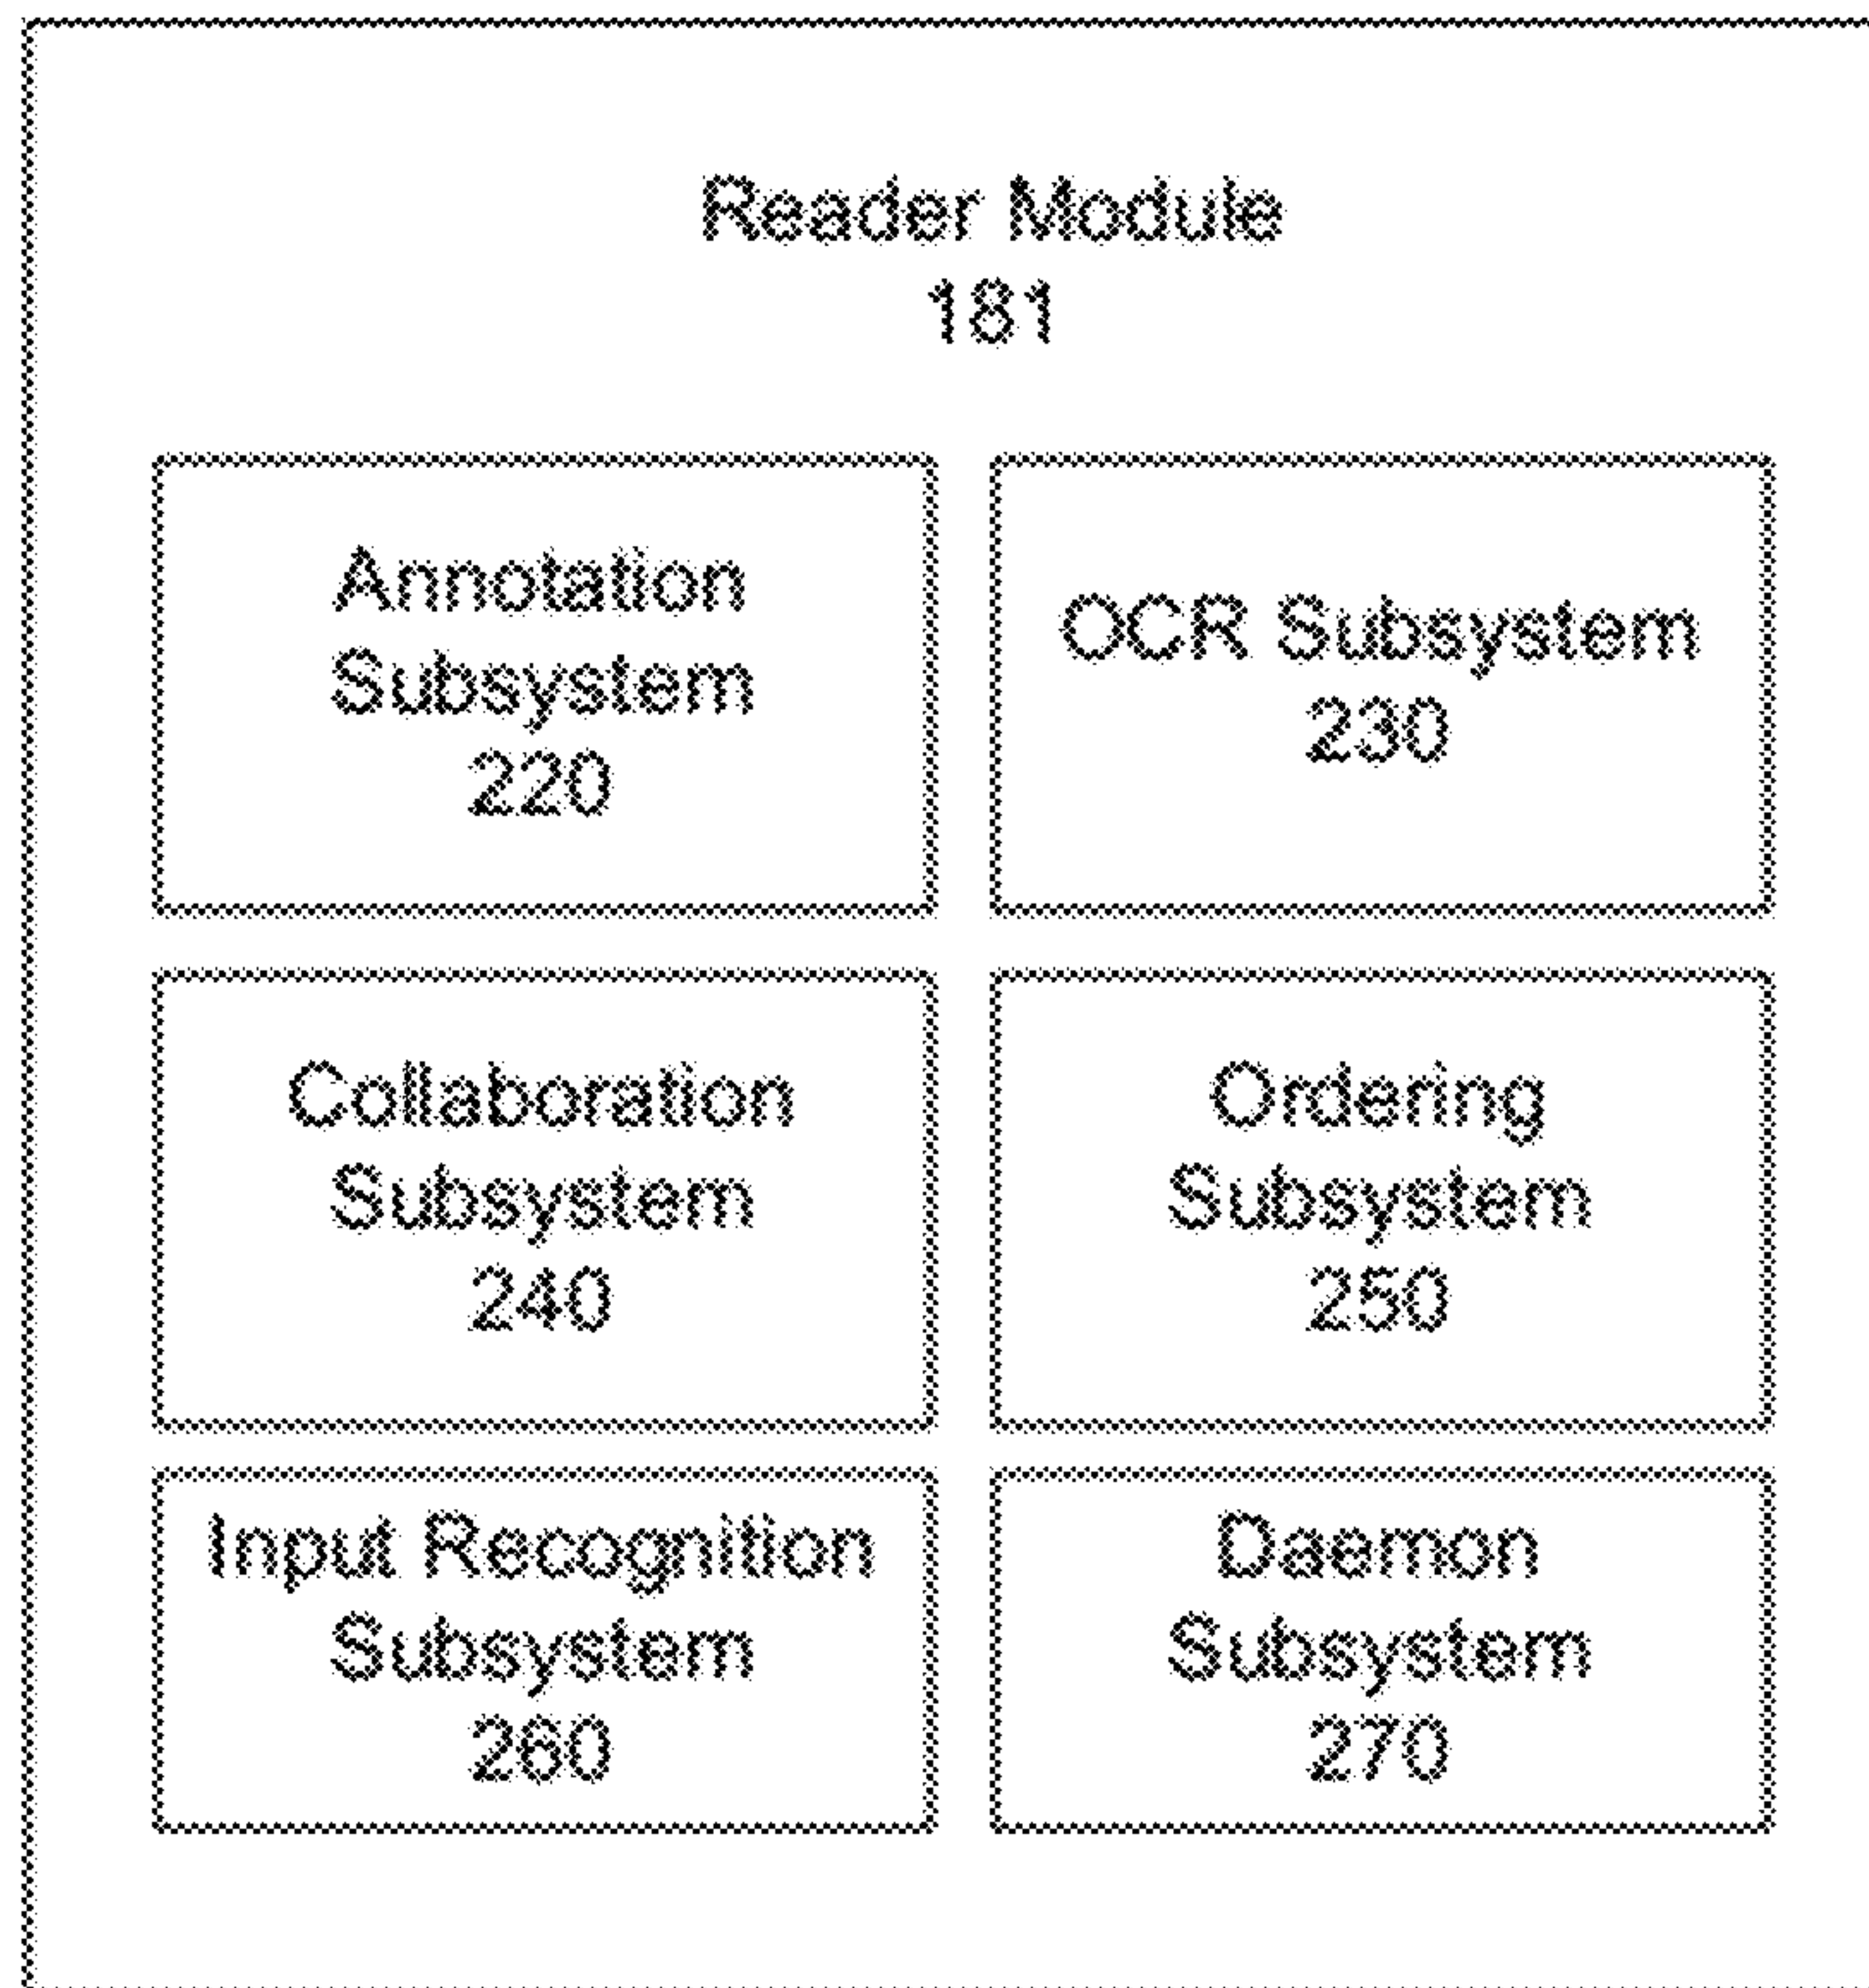 Reader Module
181
Annotation
Subsystem
220
OCR Subsystem
230
Collaboration
Subsystem
240
Ordering
Subsystem
250
Input Recognition
Subsystem
260
Daemon
Subsystem
270